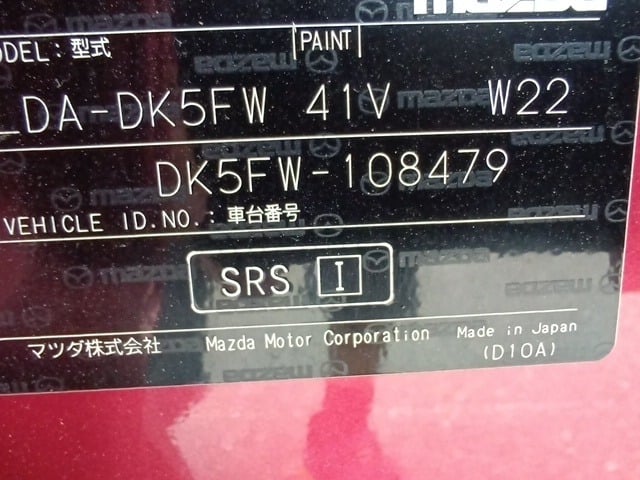 mazda
MODEL: 型式 PAINT
LDA-DK5FW 41V W22
DK5FW-108479
VEHICLE ID.NO.: 車台番号
SRS I
マツダ株式会社 Mazda Motor Corporation Made in Japan
(D10A)